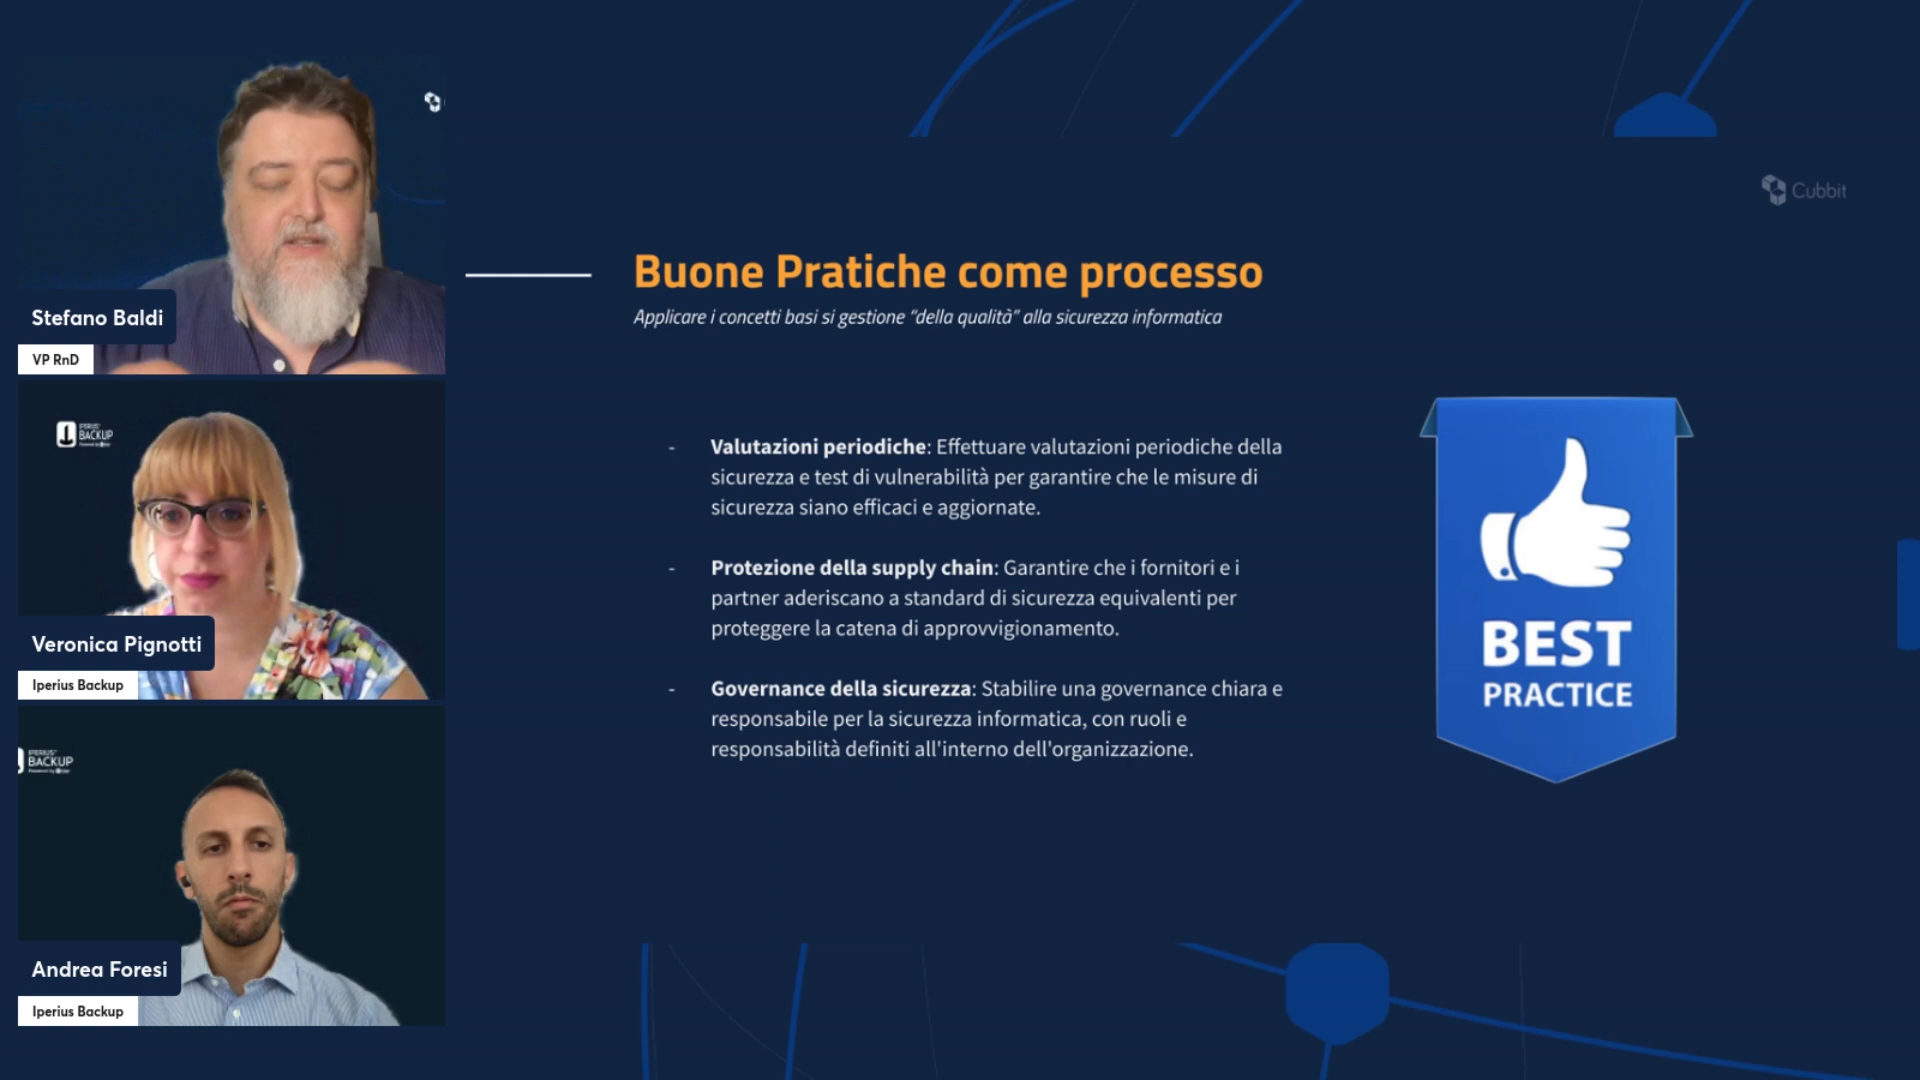 Stefano Baldi
VP RnD
IPERIUS
BACKUP
Veronica Pignotti
Iperius Backup
IPERIUS
BACKUP
Andrea Foresi
Iperius Backup
Cubbit
Buone Pratiche come processo
Applicare i concetti basi si gestione “della qualità” alla sicurezza informatica
- Valutazioni periodiche: Effettuare valutazioni periodiche della
sicurezza e test di vulnerabilità per garantire che le misure di
sicurezza siano efficaci e aggiornate.
- Protezione della supply chain: Garantire che i fornitori e i
partner aderiscano a standard di sicurezza equivalenti per
proteggere la catena di approvvigionamento.
- Governance della sicurezza: Stabilire una governance chiara e
responsabile per la sicurezza informatica, con ruoli e
responsabilità definiti all'interno dell'organizzazione.
BEST
PRACTICE